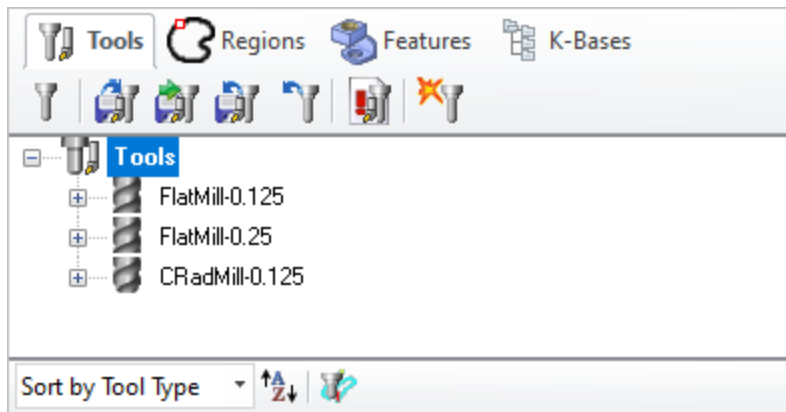 Tools Regions Features K-Bases
Tools
FlatMill-0.125
FlatMill-0.25
CRadMill-0.125
Sort by Tool Type A Z